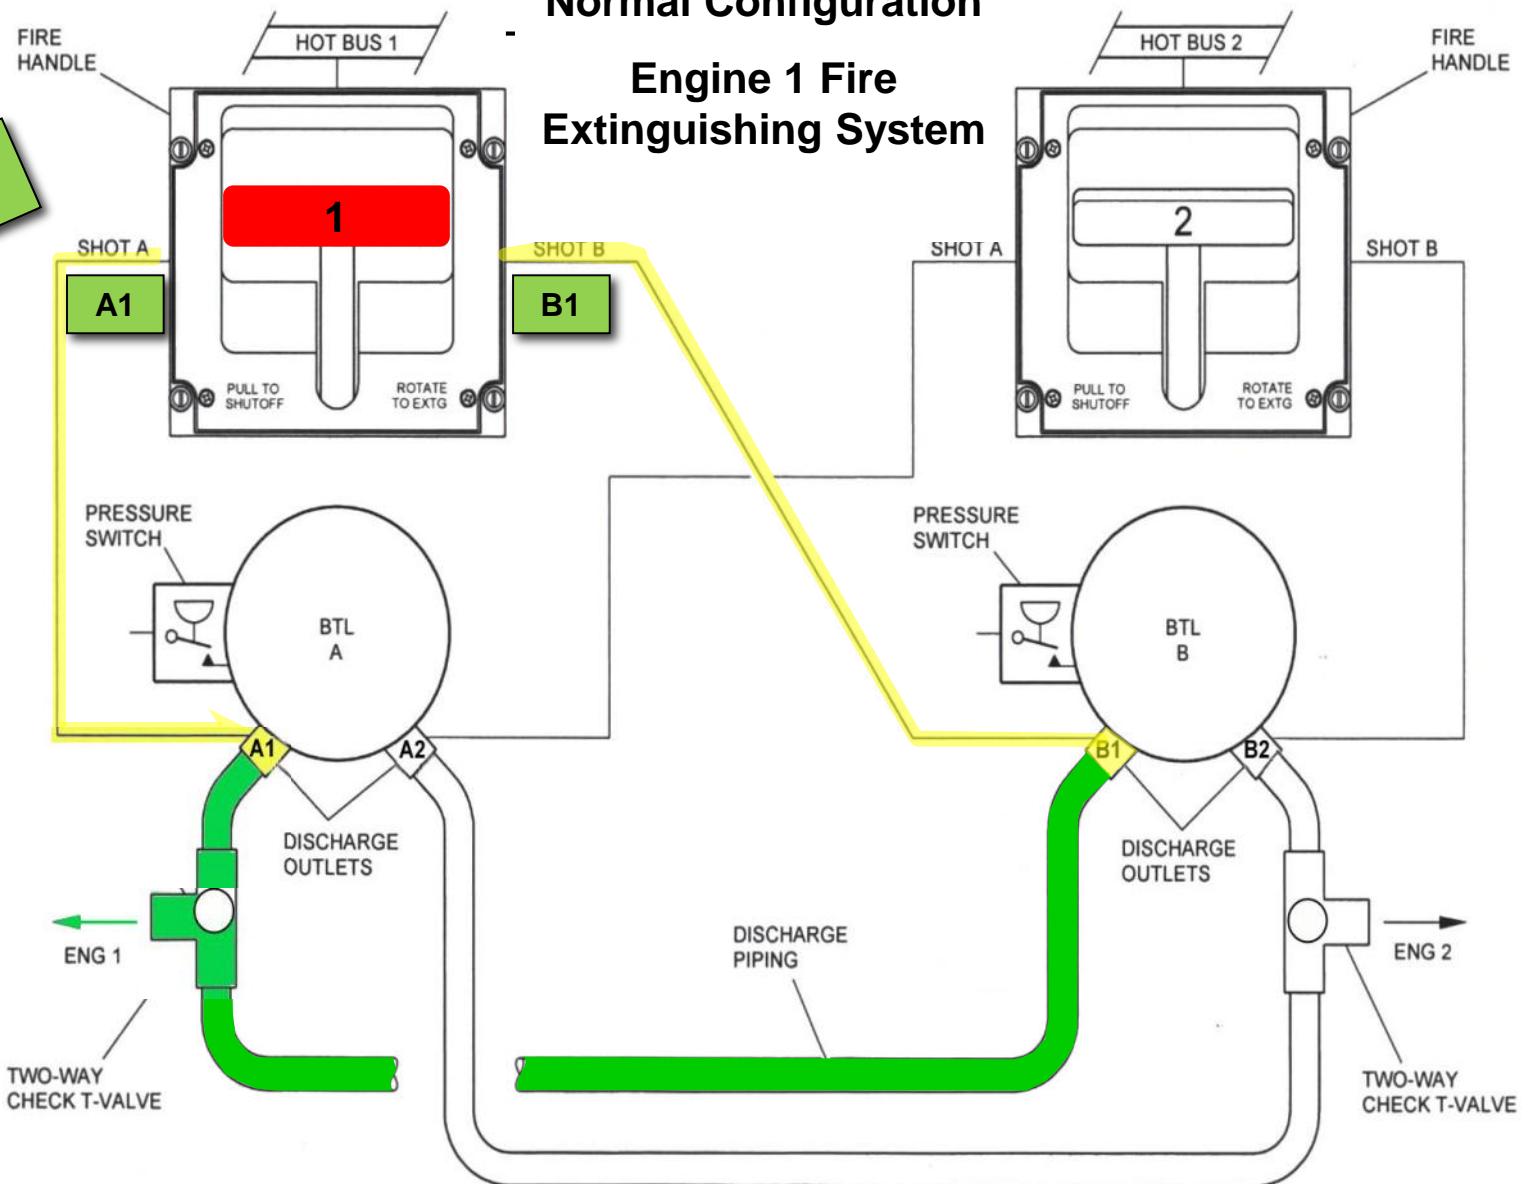 Normal Configuration
-
Engine 1 Fire
Extinguishing System
FIRE
HANDLE
HOT BUS 1
HOT BUS 2
FIRE
HANDLE
1
2
SHOT A
SHOT B
SHOT A
SHOT B
A1
B1
PULL TO
SHUTOFF
ROTATE
TO EXTG
PULL TO
SHUTOFF
ROTATE
TO EXTG
PRESSURE
SWITCH
PRESSURE
SWITCH
BTL
A
BTL
B
A1
A2
B1
B2
DISCHARGE
OUTLETS
DISCHARGE
OUTLETS
ENG 1
DISCHARGE
PIPING
ENG 2
TWO-WAY
CHECK T-VALVE
TWO-WAY
CHECK T-VALVE